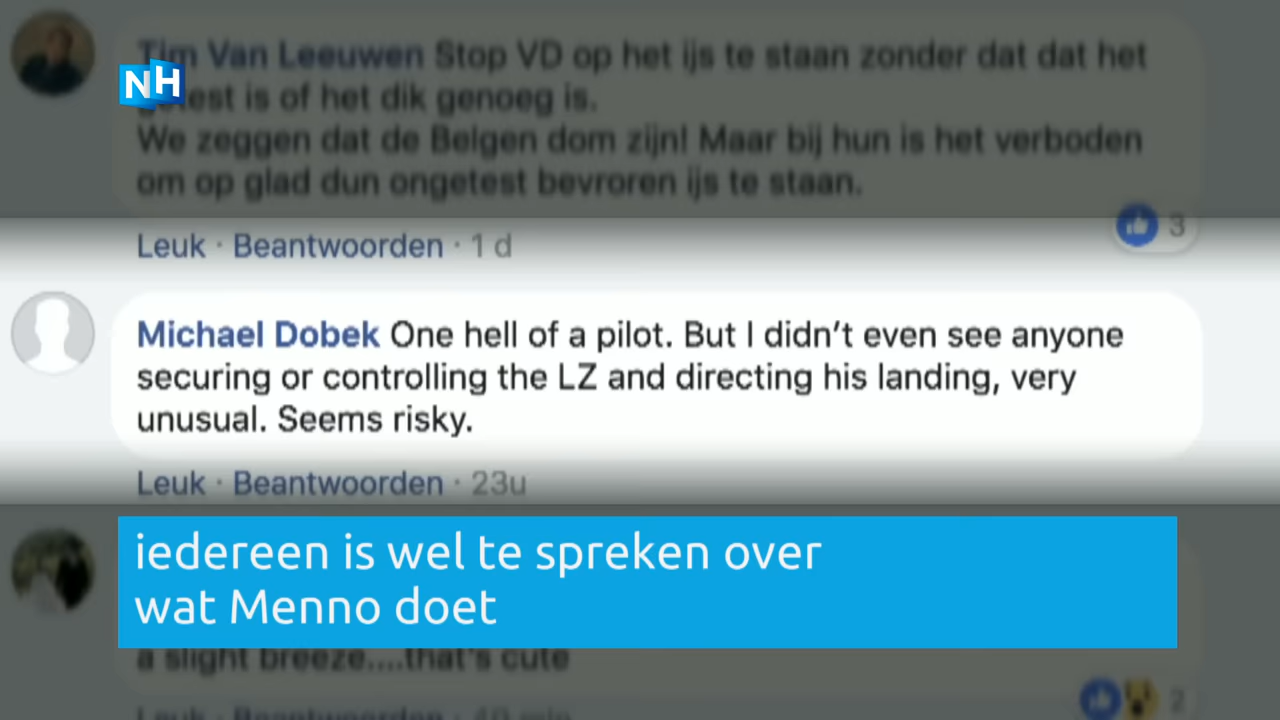 Tim Van Leeuwen Stop VD op het ijs te staan zonder dat dat het
NH
getest is of het dik genoeg is.
We zeggen dat de Belgen dom zijn! Maar bij hun is het verboden
om op glad dun ongetest bevroren ijs te staan.
3
Leuk · Beantwoorden · 1 d
Michael Dobek One hell of a pilot. But I didn't even see anyone
securing or controlling the LZ and directing his landing, very
unusual. Seems risky.
Leuk · Beantwoorden · 23u
iedereen is wel te spreken over
wat Menno doet
a slight breeze....that's cute
2
Leuk · Beantwoorden · 40 min